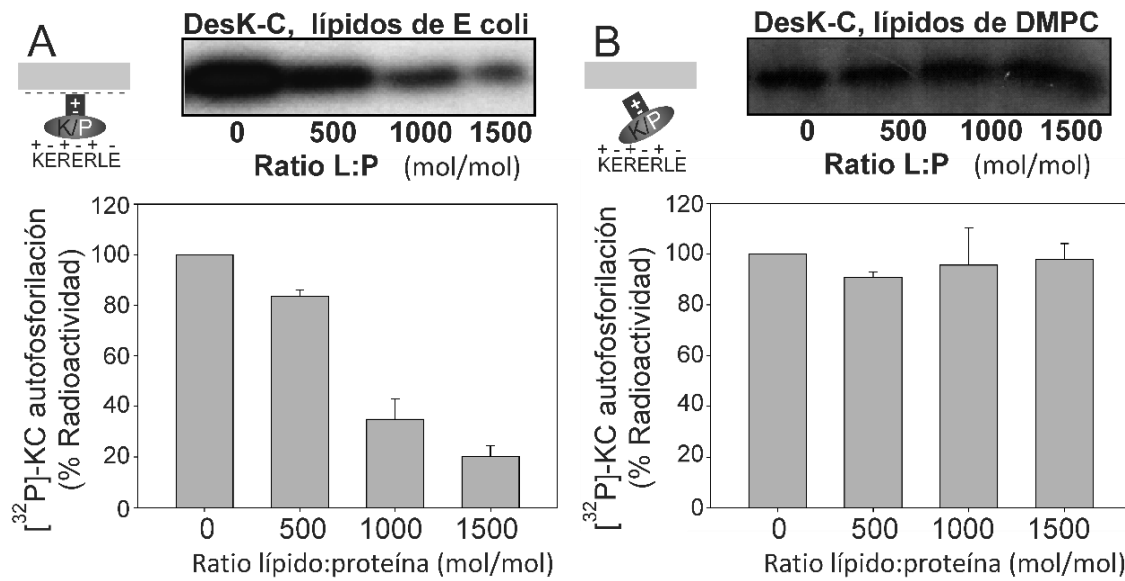 A
DesK-C, lípidos de E coli
+
-
K/P
+ - + - + -
KERERLE
0 500 1000 1500
Ratio L:P (mol/mol)
[32P]-KC autofosforilación
(% Radioactividad)
120
100
80
60
40
20
0
0 500 1000 1500
Ratio lípido:proteína (mol/mol)
B
DesK-C, lípidos de DMPC
+
-
K/P
+ - + - + -
KERERLE
0 500 1000 1500
Ratio L:P (mol/mol)
[32P]-KC autofosforilación
(% Radioactividad)
120
100
80
60
40
20
0
0 500 1000 1500
Ratio lípido:proteína (mol/mol)